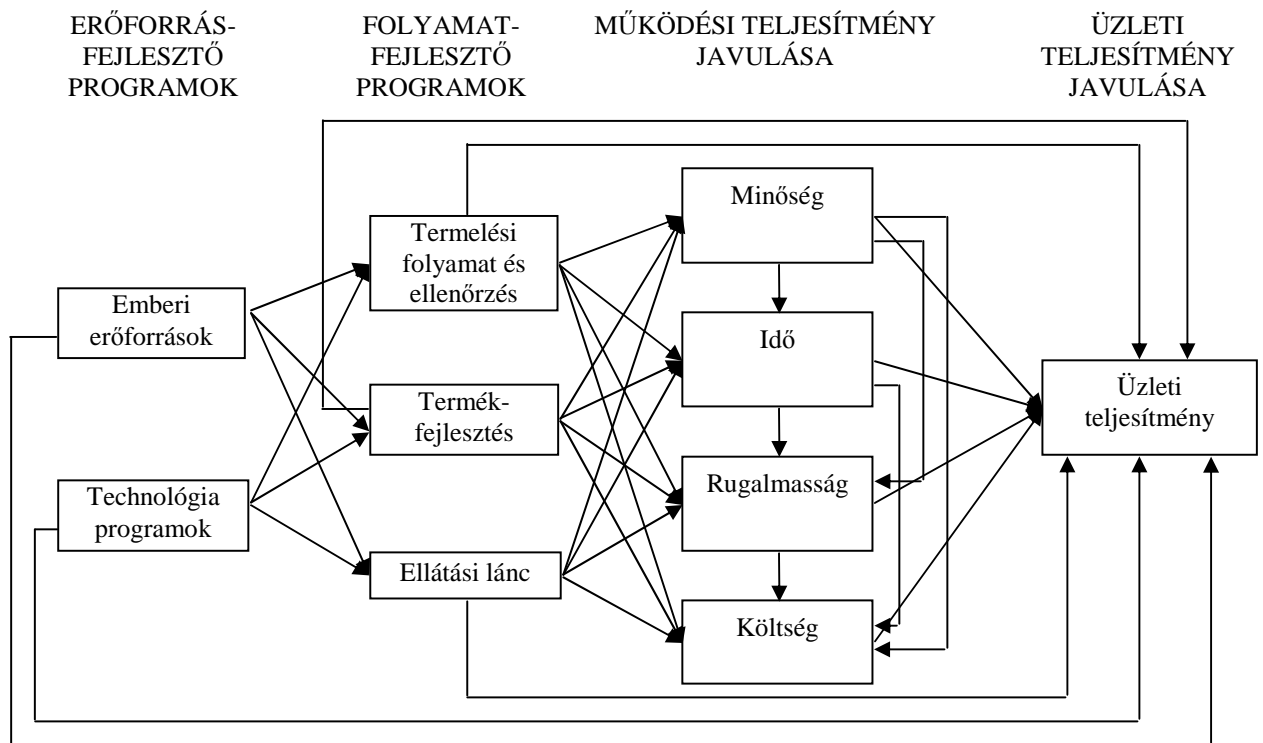 ERŐFORRÁS-
FEJLESZTŐ
PROGRAMOK
FOLYAMAT-
FEJLESZTŐ
PROGRAMOK
MŰKÖDÉSI TELJESÍTMÉNY
JAVULÁSA
ÜZLETI
TELJESÍTMÉNY
JAVULÁSA
Emberi
erőforrások
Technológia
programok
Termelési
folyamat és
ellenőrzés
Termék-
fejlesztés
Ellátási lánc
Minőség
Idő
Rugalmasság
Költség
Üzleti
teljesítmény